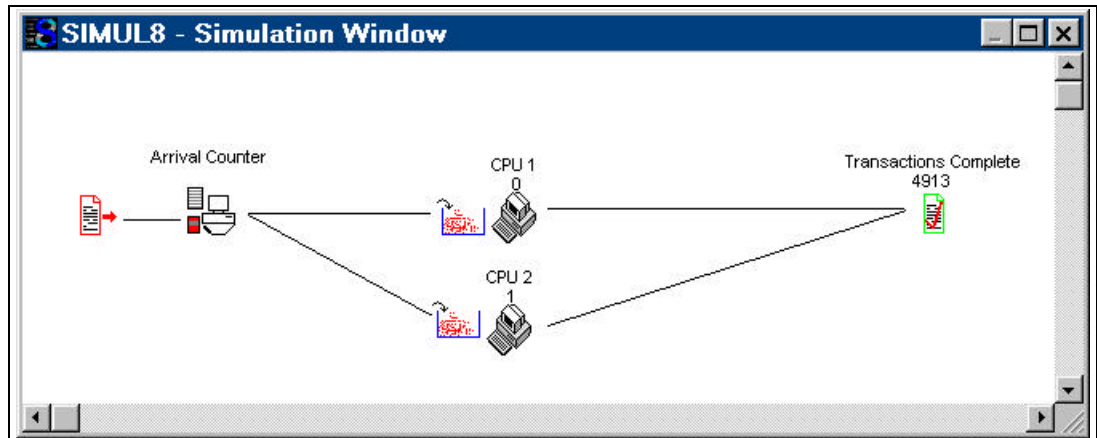 SIMUL8 - Simulation Window
Arrival Counter
CPU 1
0
Transactions Complete
4913
CPU 2
1